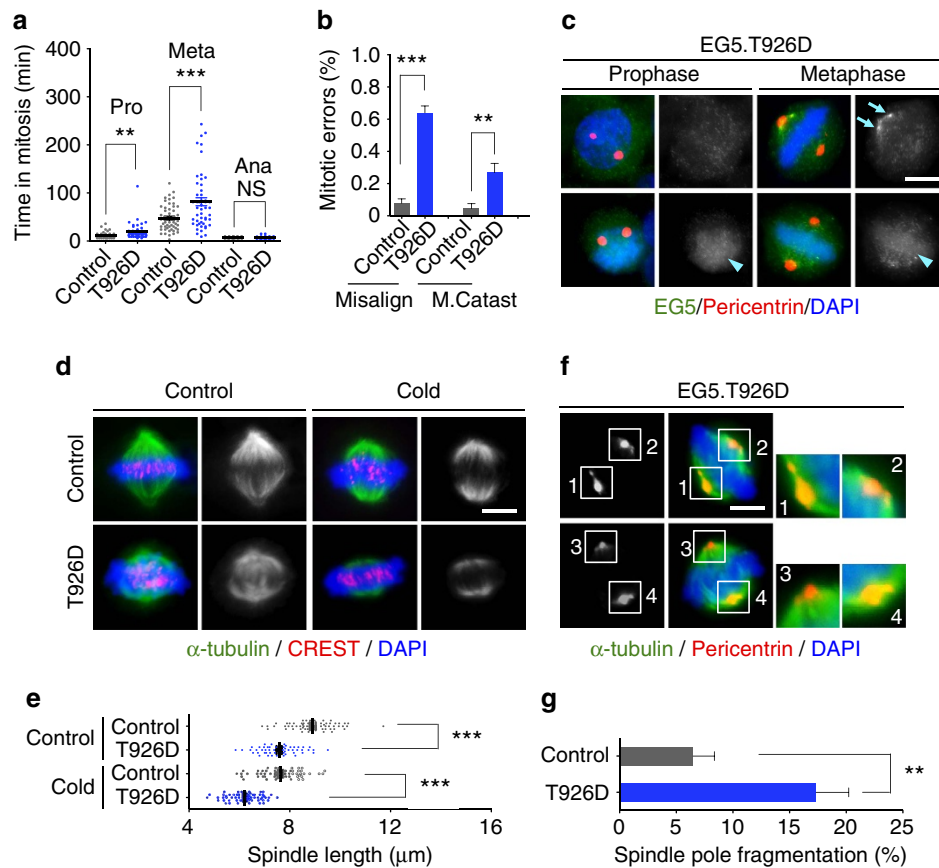 a
Time in mitosis (min)
400
300
200
100
0
Pro
**
Meta
***
Ana
NS
Control
T926D
Control
T926D
Control
T926D
b
Mitotic errors (%)
1.0
0.8
0.6
0.4
0.2
0
***
**
Control
T926D
Control
T926D
Misalign
M.Catast
c
EG5.T926D
Prophase
Metaphase
EG5/Pericentrin/DAPI
d
Control
Cold
Control
T926D
α-tubulin / CREST / DAPI
f
EG5.T926D
1
2
1
2
1
2
3
4
3
4
3
4
α-tubulin / Pericentrin / DAPI
e
Control
Control
T926D
***
Cold
Control
T926D
***
4
8
12
16
Spindle length (μm)
g
Control
T926D
**
0
5
10
15
20
25
Spindle pole fragmentation (%)